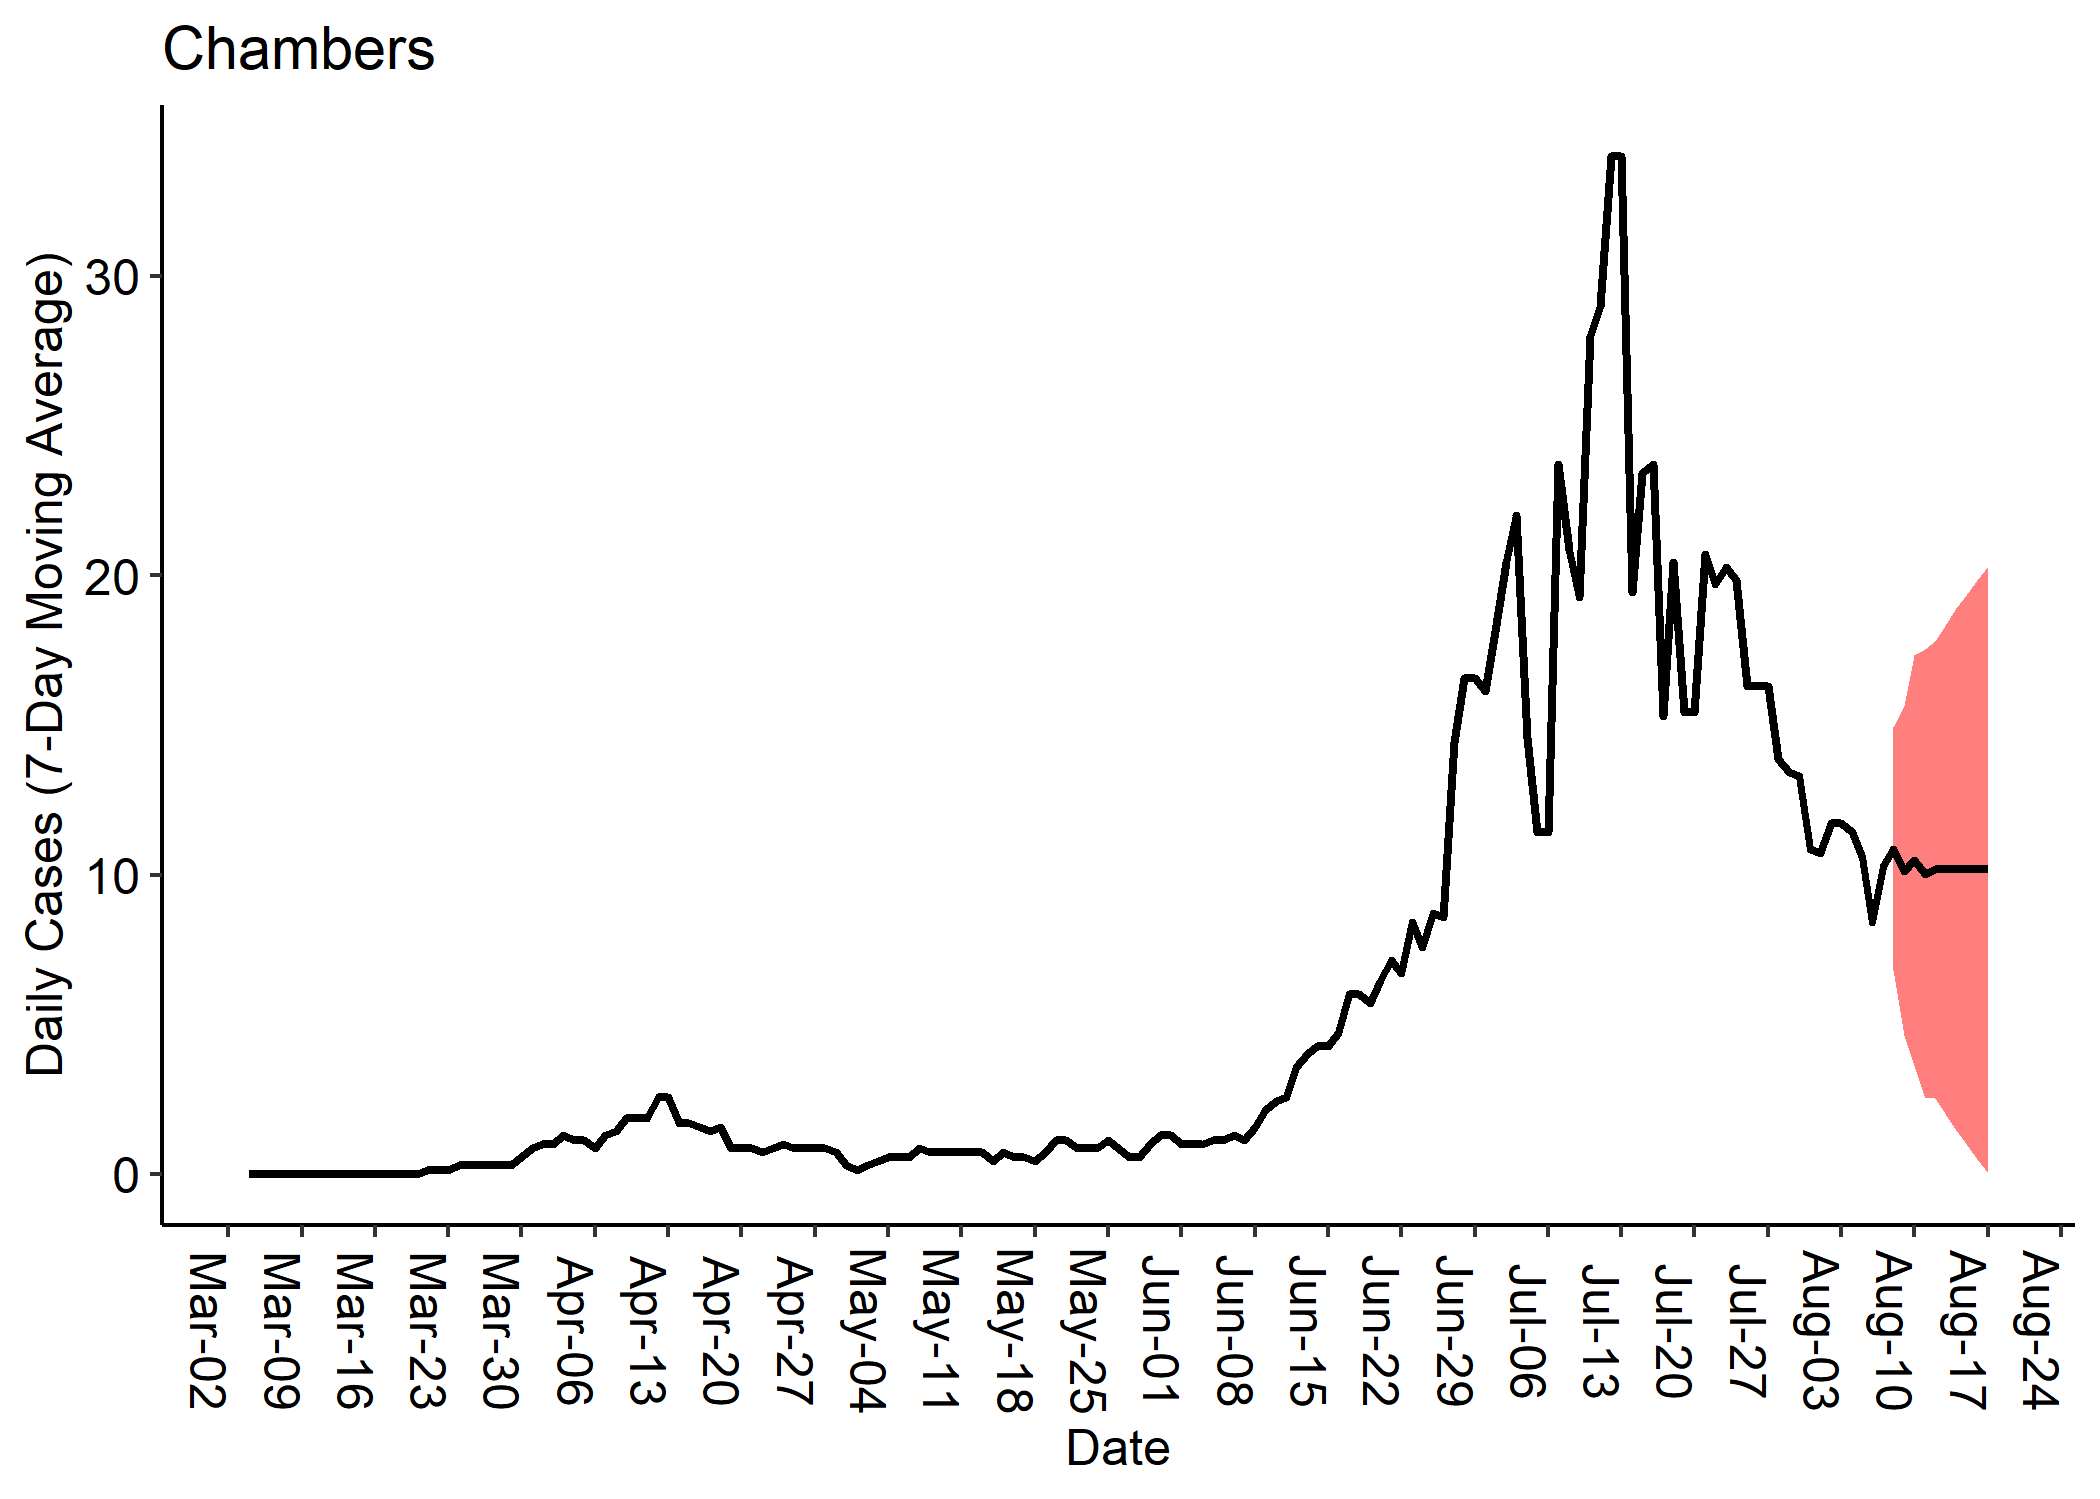 Chambers
Daily Cases (7-Day Moving Average)
30
20
10
0
Mar-02
Mar-09
Mar-16
Mar-23
Mar-30
Apr-06
Apr-13
Apr-20
Apr-27
May-04
May-11
May-18
May-25
Jun-01
Jun-08
Jun-15
Jun-22
Jun-29
Jul-06
Jul-13
Jul-20
Jul-27
Aug-03
Aug-10
Aug-17
Aug-24
Date